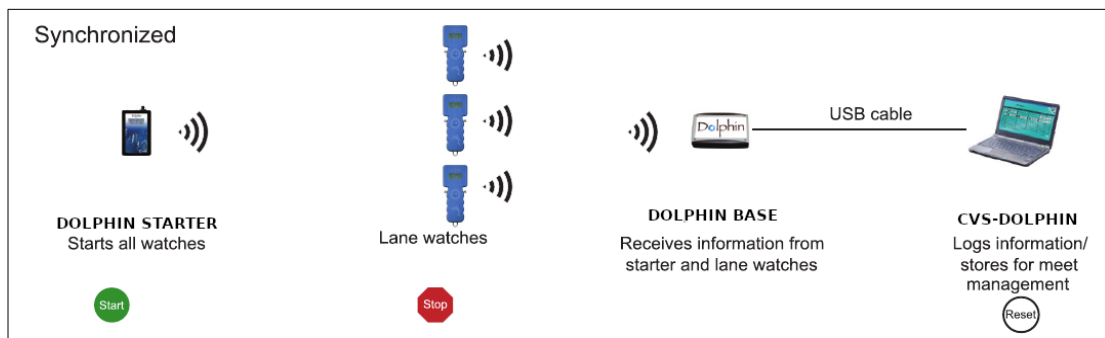 Synchronized
Dolphin
USB cable
DOLPHIN STARTER
Starts all watches
Lane watches
DOLPHIN BASE
Receives information from
starter and lane watches
CVS-DOLPHIN
Logs information/
stores for meet
management
Start
Stop
Reset